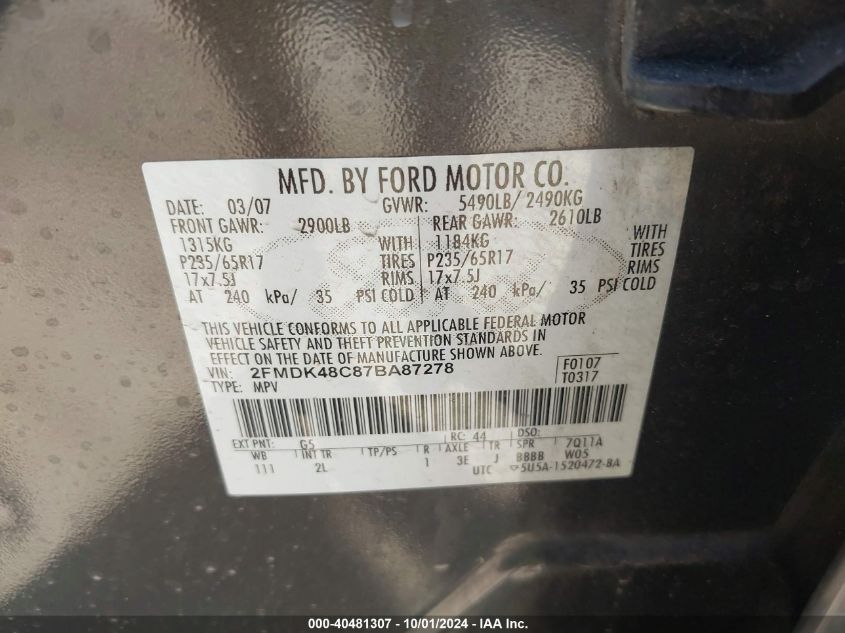 MFD. BY FORD MOTOR CO.
DATE: 03/07 GVWR: 5490LB/ 2490KG
FRONT GAWR: 2900LB REAR GAWR: 2610LB
1315KG WITH 1184KG WITH
P235/65R17 TIRES P235/65R17 TIRES
17x7.5J RIMS 17x7.5J RIMS
AT 240 kPa/ 35 PSI COLD AT 240 kPa/ 35 PSI COLD
THIS VEHICLE CONFORMS TO ALL APPLICABLE FEDERAL MOTOR
VEHICLE SAFETY AND THEFT PREVENTION STANDARDS IN
EFFECT ON THE DATE OF MANUFACTURE SHOWN ABOVE.
VIN: 2FMDK48C87BA87278 F0107
TYPE: MPV T0317
EXT PNT: G5 RC: 44 DSO:
WB INT TR TP/PS R AXLE TR SPR 7Q11A
111 2L 1 3E J BBBB W05
UTC 5U5A-1520472-BA
000-40481307 - 10/01/2024 - IAA Inc.